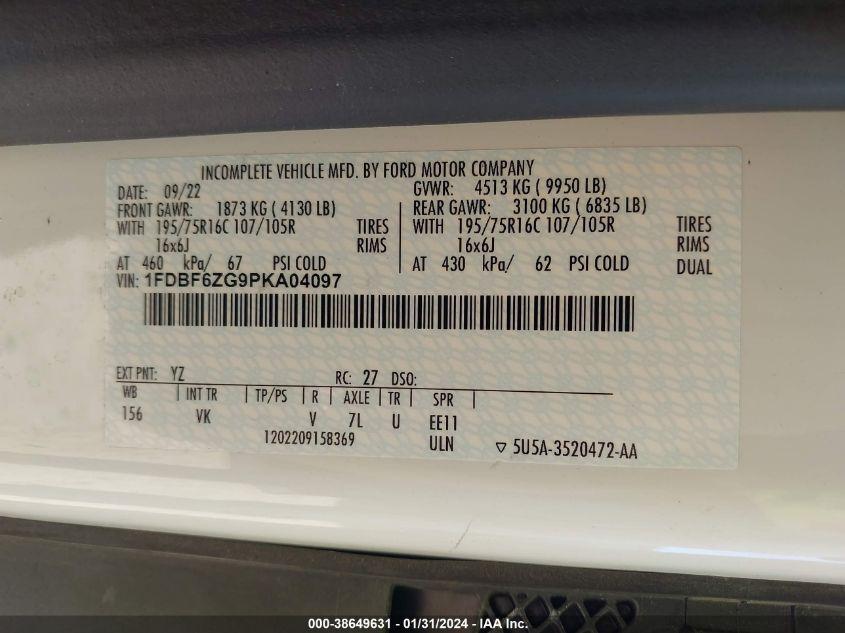 INCOMPLETE VEHICLE MFD. BY FORD MOTOR COMPANY
DATE: 09/22 GVWR: 4513 KG ( 9950 LB)
FRONT GAWR: 1873 KG ( 4130 LB) REAR GAWR: 3100 KG ( 6835 LB)
WITH 195/75R16C 107/105R TIRES WITH 195/75R16C 107/105R TIRES
16x6J RIMS 16x6J RIMS
AT 460 kPa/ 67 PSI COLD AT 430 kPa/ 62 PSI COLD DUAL
VIN: 1FDBF6ZG9PKA04097
EXT PNT: YZ RC: 27 DSO:
WB INT TR TP/PS R AXLE TR SPR
156 VK V 7L U EE11
1202209158369 ULN ▽ 5U5A-3520472-AA
000-38649631 - 01/31/2024 - IAA Inc.